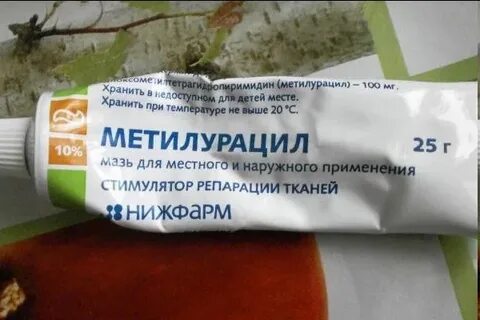 (метилурацил) – 100 мг.
Хранить в недоступном для детей месте.
Хранить при температуре не выше 20 °С.
МЕТИЛУРАЦИЛ 25 г
10%
мазь для местного и наружного применения
СТИМУЛЯТОР РЕПАРАЦИИ ТКАНЕЙ
НИЖФАРМ